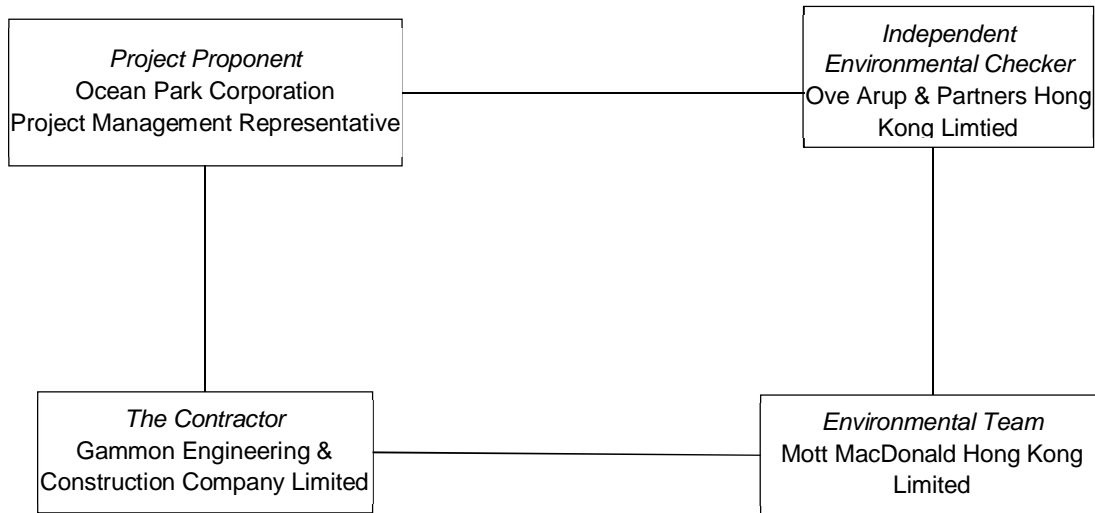 Project Proponent
Ocean Park Corporation
Project Management Representative
Independent
Environmental Checker
Ove Arup & Partners Hong
Kong Limtied
The Contractor
Gammon Engineering &
Construction Company Limited
Environmental Team
Mott MacDonald Hong Kong
Limited